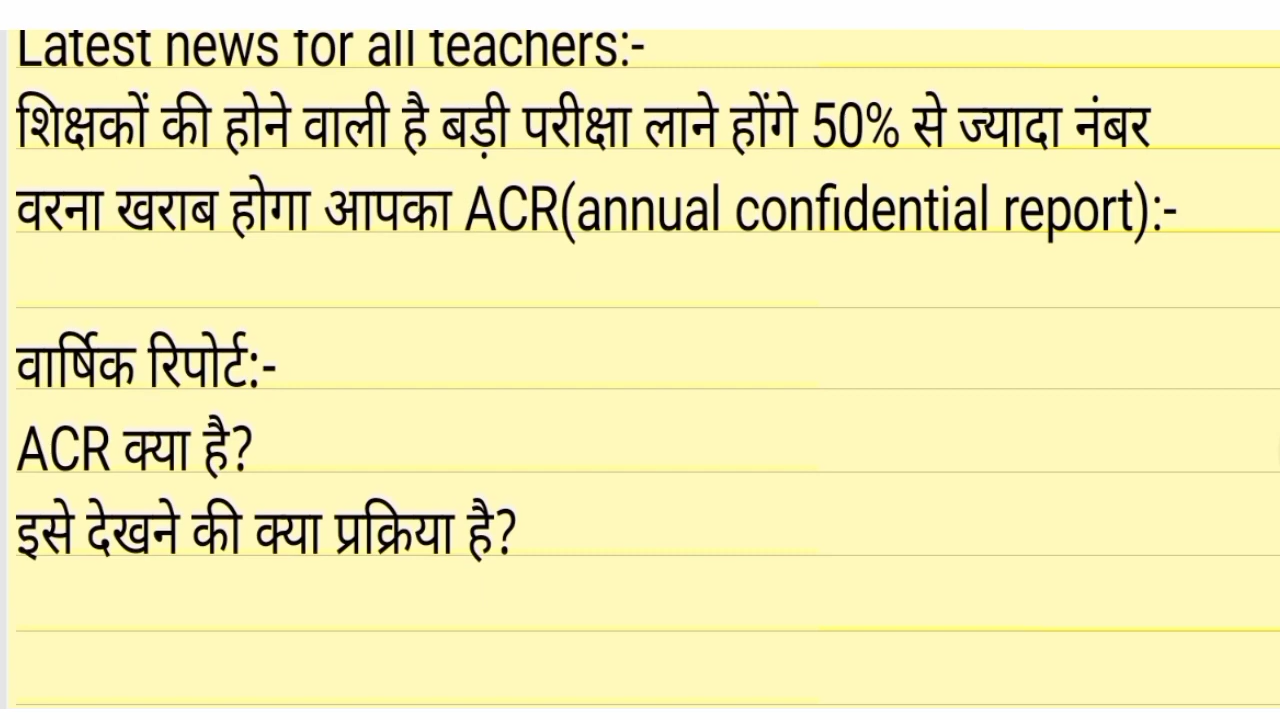 Latest news for all teachers:-
शिक्षकों की होने वाली है बड़ी परीक्षा लाने होंगे 50% से ज्यादा नंबर
वरना खराब होगा आपका ACR(annual confidential report):-
वार्षिक रिपोर्ट:-
ACR क्या है?
इसे देखने की क्या प्रक्रिया है?